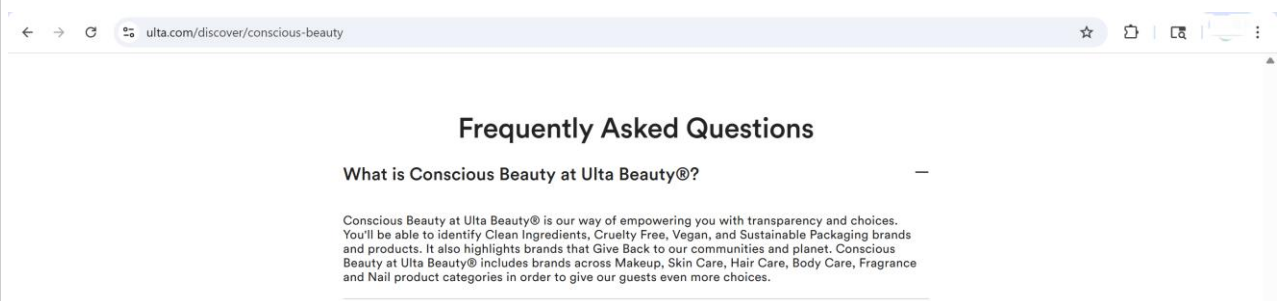 ulta.com/discover/conscious-beauty
Frequently Asked Questions
What is Conscious Beauty at Ulta Beauty®?
Conscious Beauty at Ulta Beauty® is our way of empowering you with transparency and choices.
You'll be able to identify Clean Ingredients, Cruelty Free, Vegan, and Sustainable Packaging brands
and products. It also highlights brands that Give Back to our communities and planet. Conscious
Beauty at Ulta Beauty® includes brands across Makeup, Skin Care, Hair Care, Body Care, Fragrance
and Nail product categories in order to give our guests even more choices.